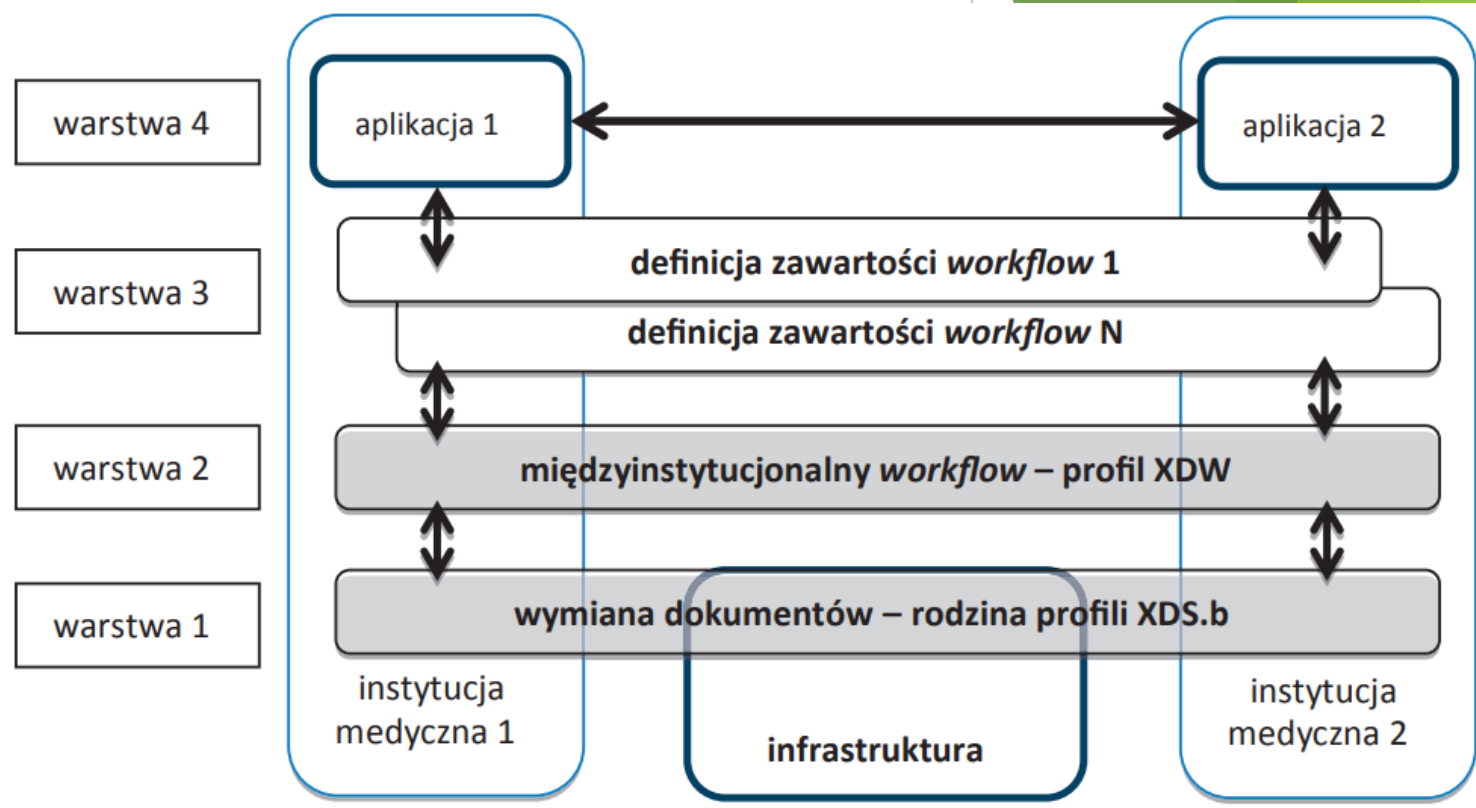 warstwa 4
aplikacja 1
aplikacja 2
warstwa 3
definicja zawartości workflow 1
definicja zawartości workflow N
warstwa 2
międzyinstytucjonalny workflow – profil XDW
warstwa 1
wymiana dokumentów – rodzina profili XDS.b
instytucja
medyczna 1
infrastruktura
instytucja
medyczna 2